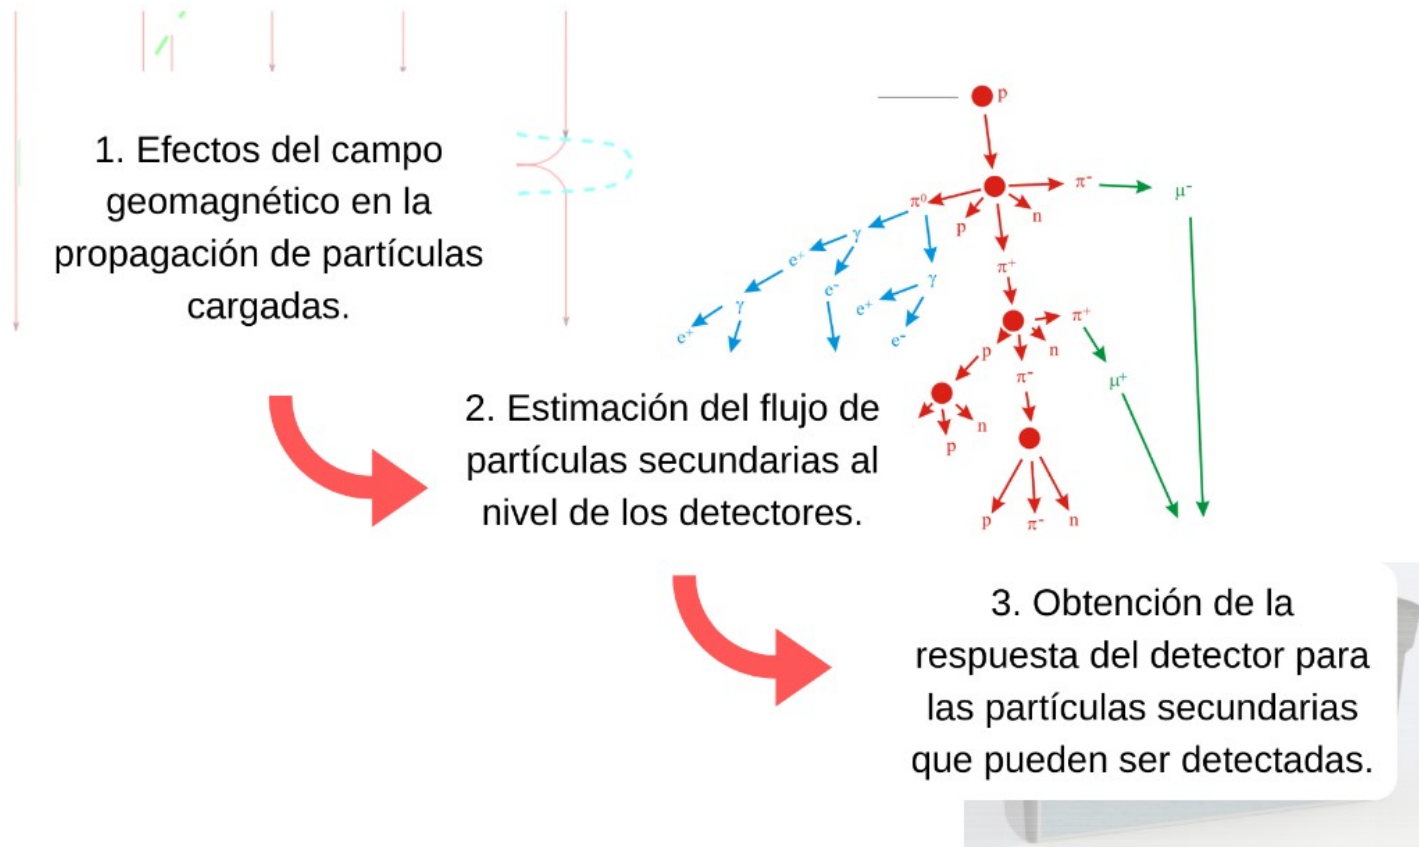 1. Efectos del campo
geomagnético en la
propagación de partículas
cargadas.
p
π⁰
p
n
π⁻
μ⁻
γ
e⁺
e⁻
γ
γ
π⁺
e⁺
e⁻
e⁺
π⁺
p
n
π⁻
μ⁺
n
p
p
π⁻
n
2. Estimación del flujo de
partículas secundarias al
nivel de los detectores.
3. Obtención de la
respuesta del detector para
las partículas secundarias
que pueden ser detectadas.